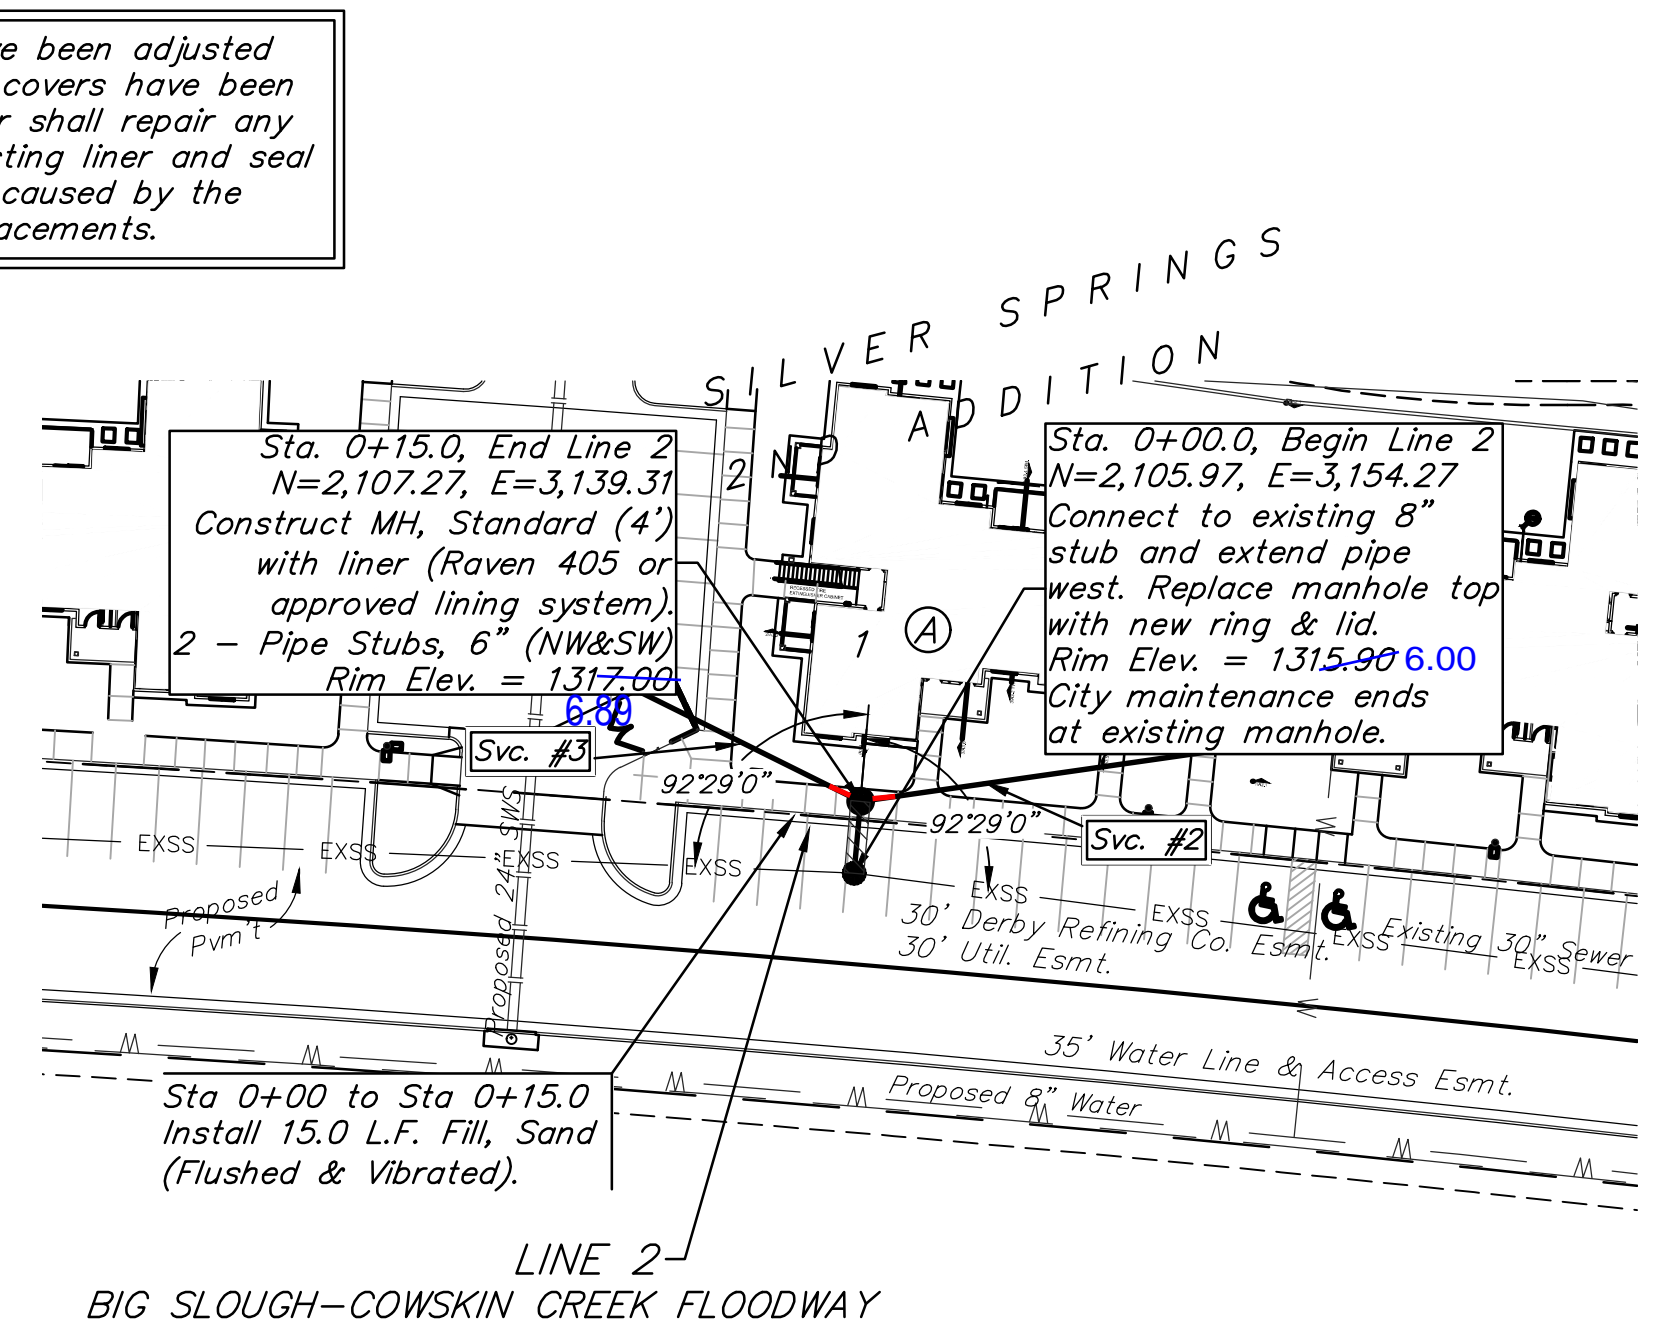 e been adjusted
covers have been
r shall repair any
ting liner and seal
caused by the
acements.
SILVER SPRINGS
2ND ADDITION
Sta. 0+15.0, End Line 2
N=2,107.27, E=3,139.31
Construct MH, Standard (4')
with liner (Raven 405 or
approved lining system).
2 - Pipe Stubs, 6" (NW&SW)
Rim Elev. = 1317.00
6.89
Sta. 0+00.0, Begin Line 2
N=2,105.97, E=3,154.27
Connect to existing 8"
stub and extend pipe
west. Replace manhole top
with new ring & lid.
Rim Elev. = 1315.90 6.00
City maintenance ends
at existing manhole.
RECESSED FIRE
EXTINGUISHER CABINET
1
A
Svc. #3
92°29'0"
92°29'0"
Svc. #2
EXSS
EXSS
EXSS
EXSS
EXSS
EXSS
EXSS
EXSS
Proposed 24" SWS
Proposed
Pvm't
30' Derby Refining Co. Esmt.
30' Util. Esmt.
Existing 30" Sewer
35' Water Line & Access Esmt.
Proposed 8" Water
Sta 0+00 to Sta 0+15.0
Install 15.0 L.F. Fill, Sand
(Flushed & Vibrated).
LINE 2
BIG SLOUGH-COWSKIN CREEK FLOODWAY